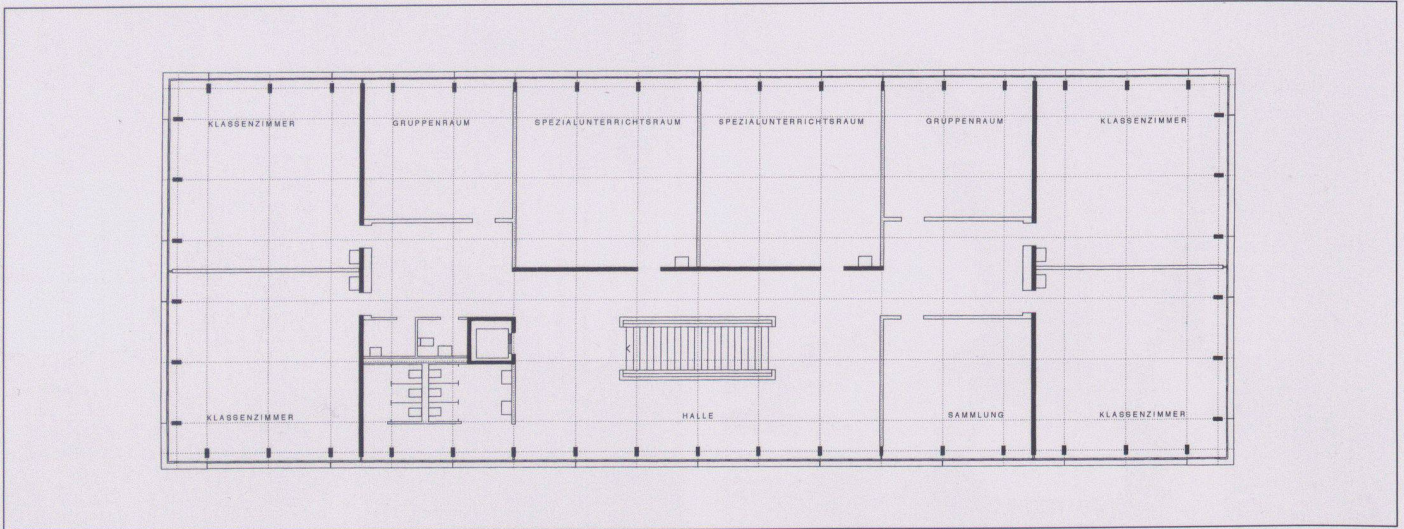 KLASSENZIMMER
GRUPPENRAUM
SPEZIALUNTERRICHTSRAUM
SPEZIALUNTERRICHTSRAUM
GRUPPENRAUM
KLASSENZIMMER
KLASSENZIMMER
HALLE
SAMMLUNG
KLASSENZIMMER